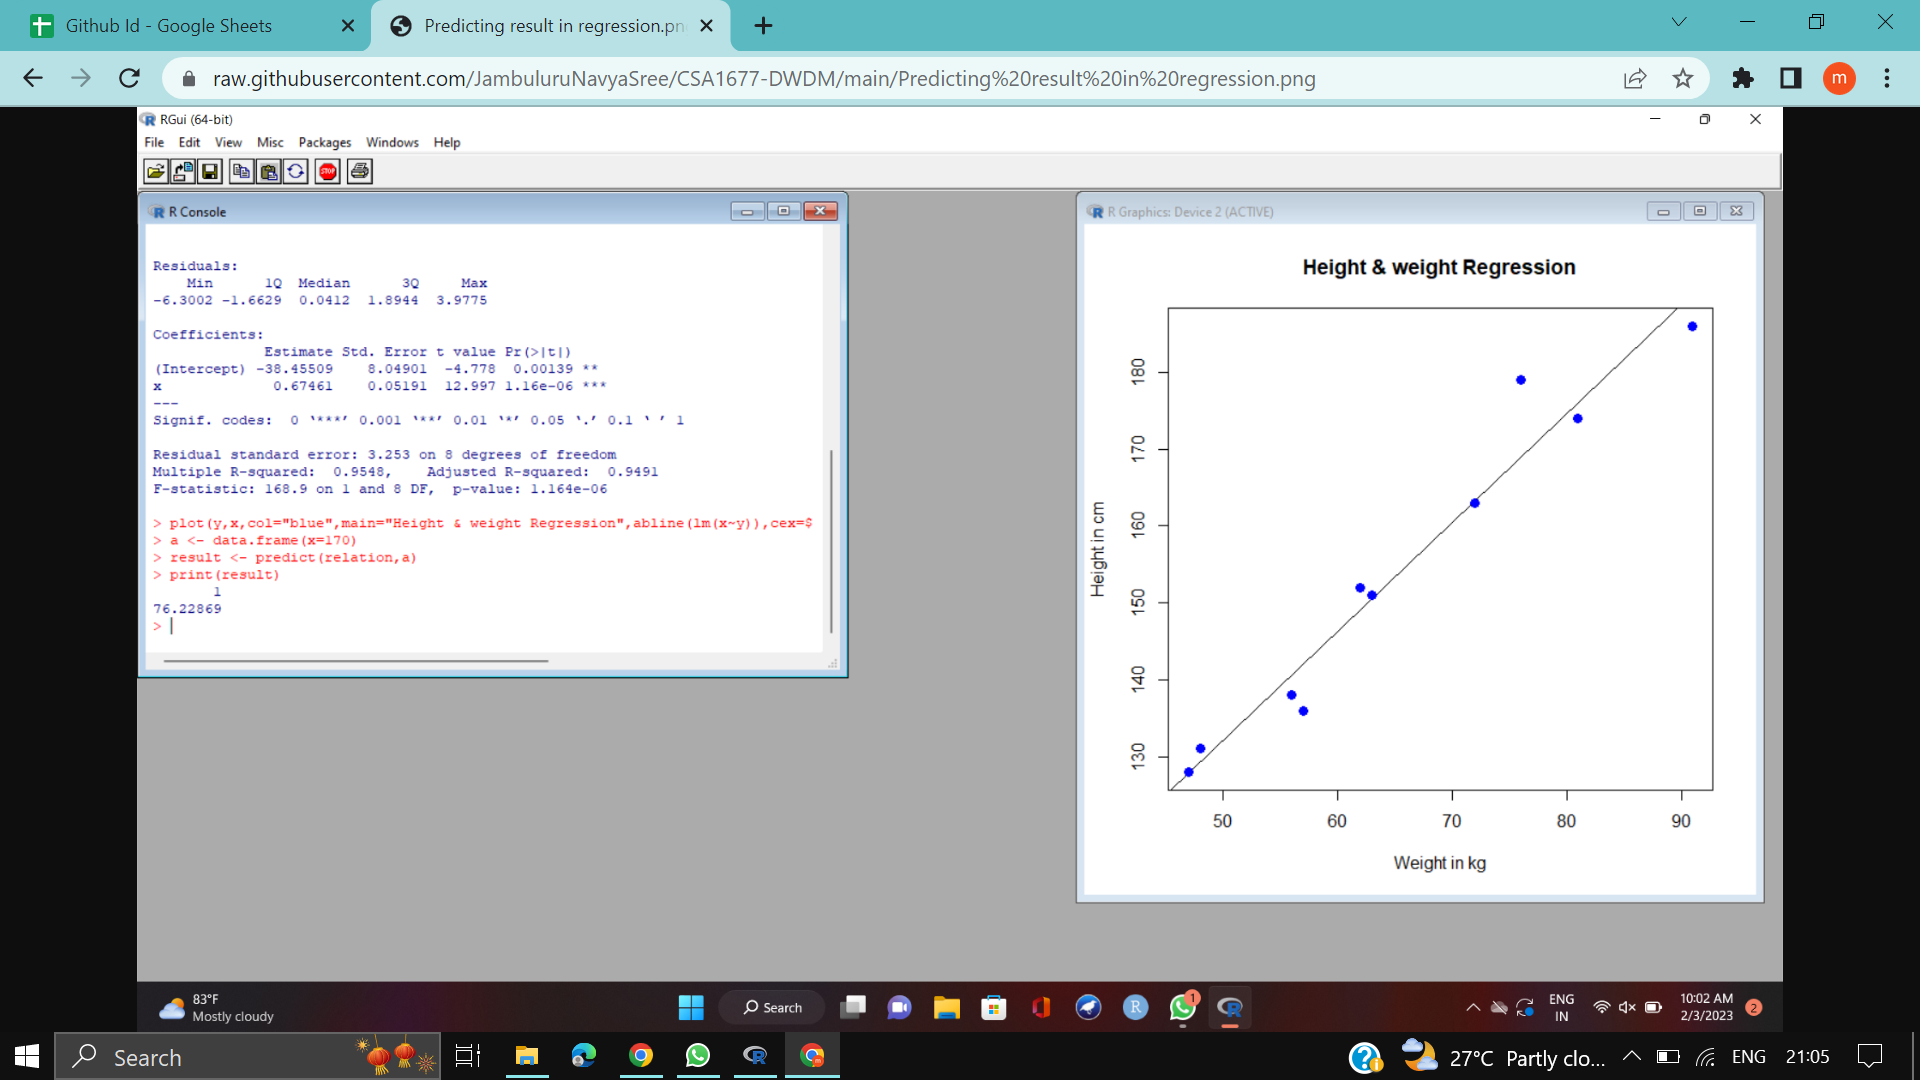 Github Id - Google Sheets
Predicting result in regression.pn
raw.githubusercontent.com/JambuluruNavyaSree/CSA1677-DWDM/main/Predicting%20result%20in%20regression.png
m
RGui (64-bit)
File Edit View Misc Packages Windows Help
STOP
R Console
Residuals:
Min 1Q Median 3Q Max
-6.3002 -1.6629 0.0412 1.8944 3.9775
Coefficients:
Estimate Std. Error t value Pr(>|t|)
(Intercept) -38.45509 8.04901 -4.778 0.00139 **
x 0.67461 0.05191 12.997 1.16e-06 ***
---
Signif. codes: 0 ‘***’ 0.001 ‘**’ 0.01 ‘*’ 0.05 ‘.’ 0.1 ‘ ’ 1
Residual standard error: 3.253 on 8 degrees of freedom
Multiple R-squared: 0.9548, Adjusted R-squared: 0.9491
F-statistic: 168.9 on 1 and 8 DF, p-value: 1.164e-06
> plot(y,x,col="blue",main="Height & weight Regression",abline(lm(x~y)),cex=$
> a <- data.frame(x=170)
> result <- predict(relation,a)
> print(result)
1
76.22869
>
R Graphics: Device 2 (ACTIVE)
Height & weight Regression
Height in cm
180
170
160
150
140
130
50 60 70 80 90
Weight in kg
83°F
Mostly cloudy
Search
1
ENG
IN
10:02 AM
2/3/2023
2
Search
27°C Partly clo...
ENG
21:05